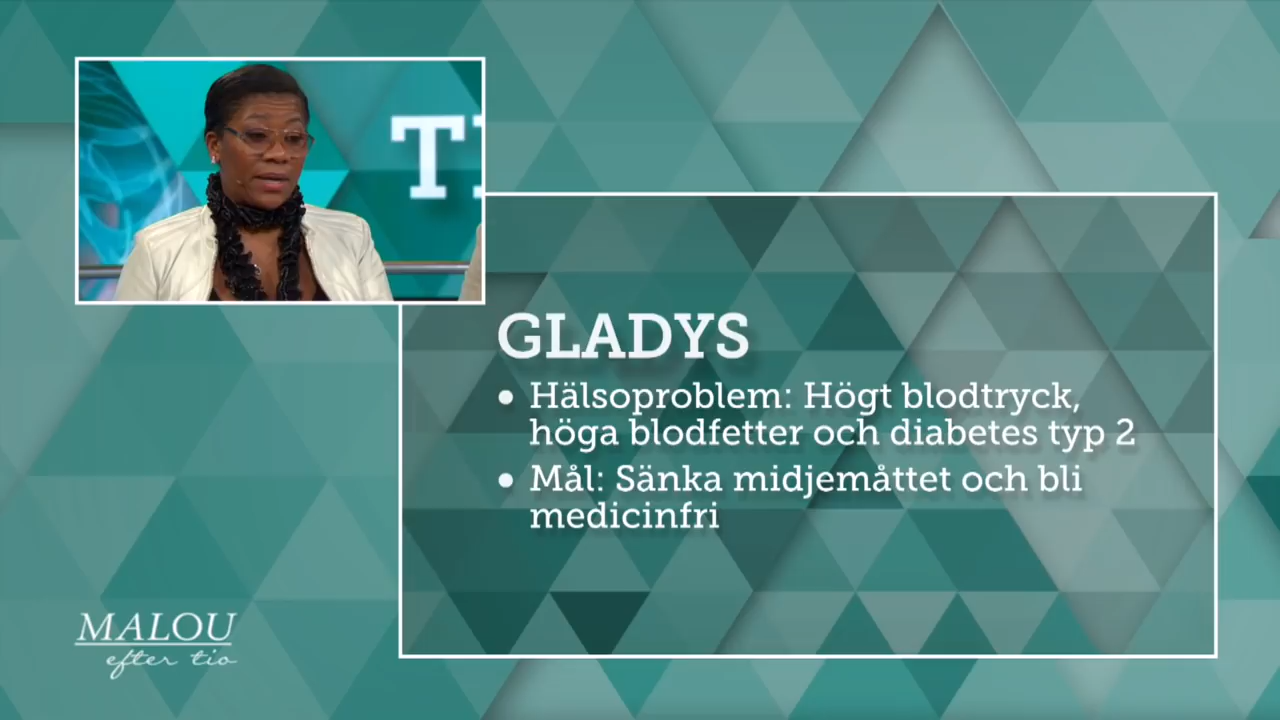 GLADYS
• Hälsoproblem: Högt blodtryck,
höga blodfetter och diabetes typ 2
• Mål: Sänka midjemåttet och bli
medicinfri
MALOU
efter tio